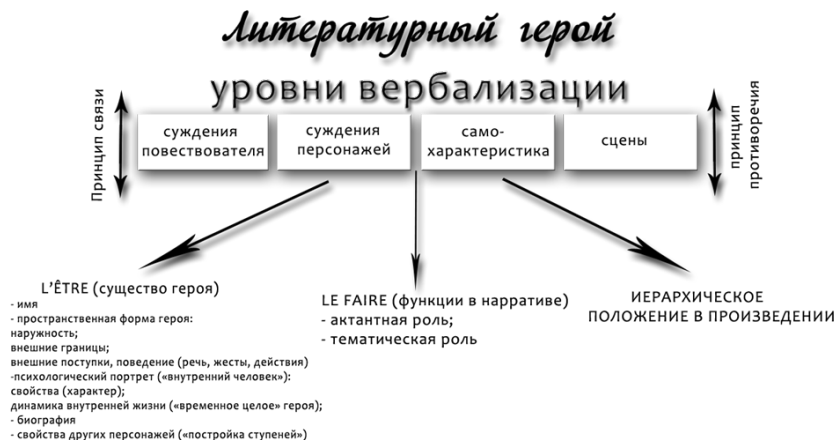 Литературный герой
уровни вербализации
Принцип связи
суждения
повествователя
суждения
персонажей
само-
характеристика
сцены
принцип
противоречия
L'ÊTRE (существо героя)
- имя
- пространственная форма героя:
наружность;
внешние границы;
внешние поступки, поведение (речь, жесты, действия)
-психологический портрет («внутренний человек»):
свойства (характер);
динамика внутренней жизни («временное целое» героя);
- биография
- свойства других персонажей («постройка ступеней»)
LE FAIRE (функции в нарративе)
- актантная роль;
- тематическая роль
ИЕРАРХИЧЕСКОЕ
ПОЛОЖЕНИЕ В ПРОИЗВЕДЕНИИ